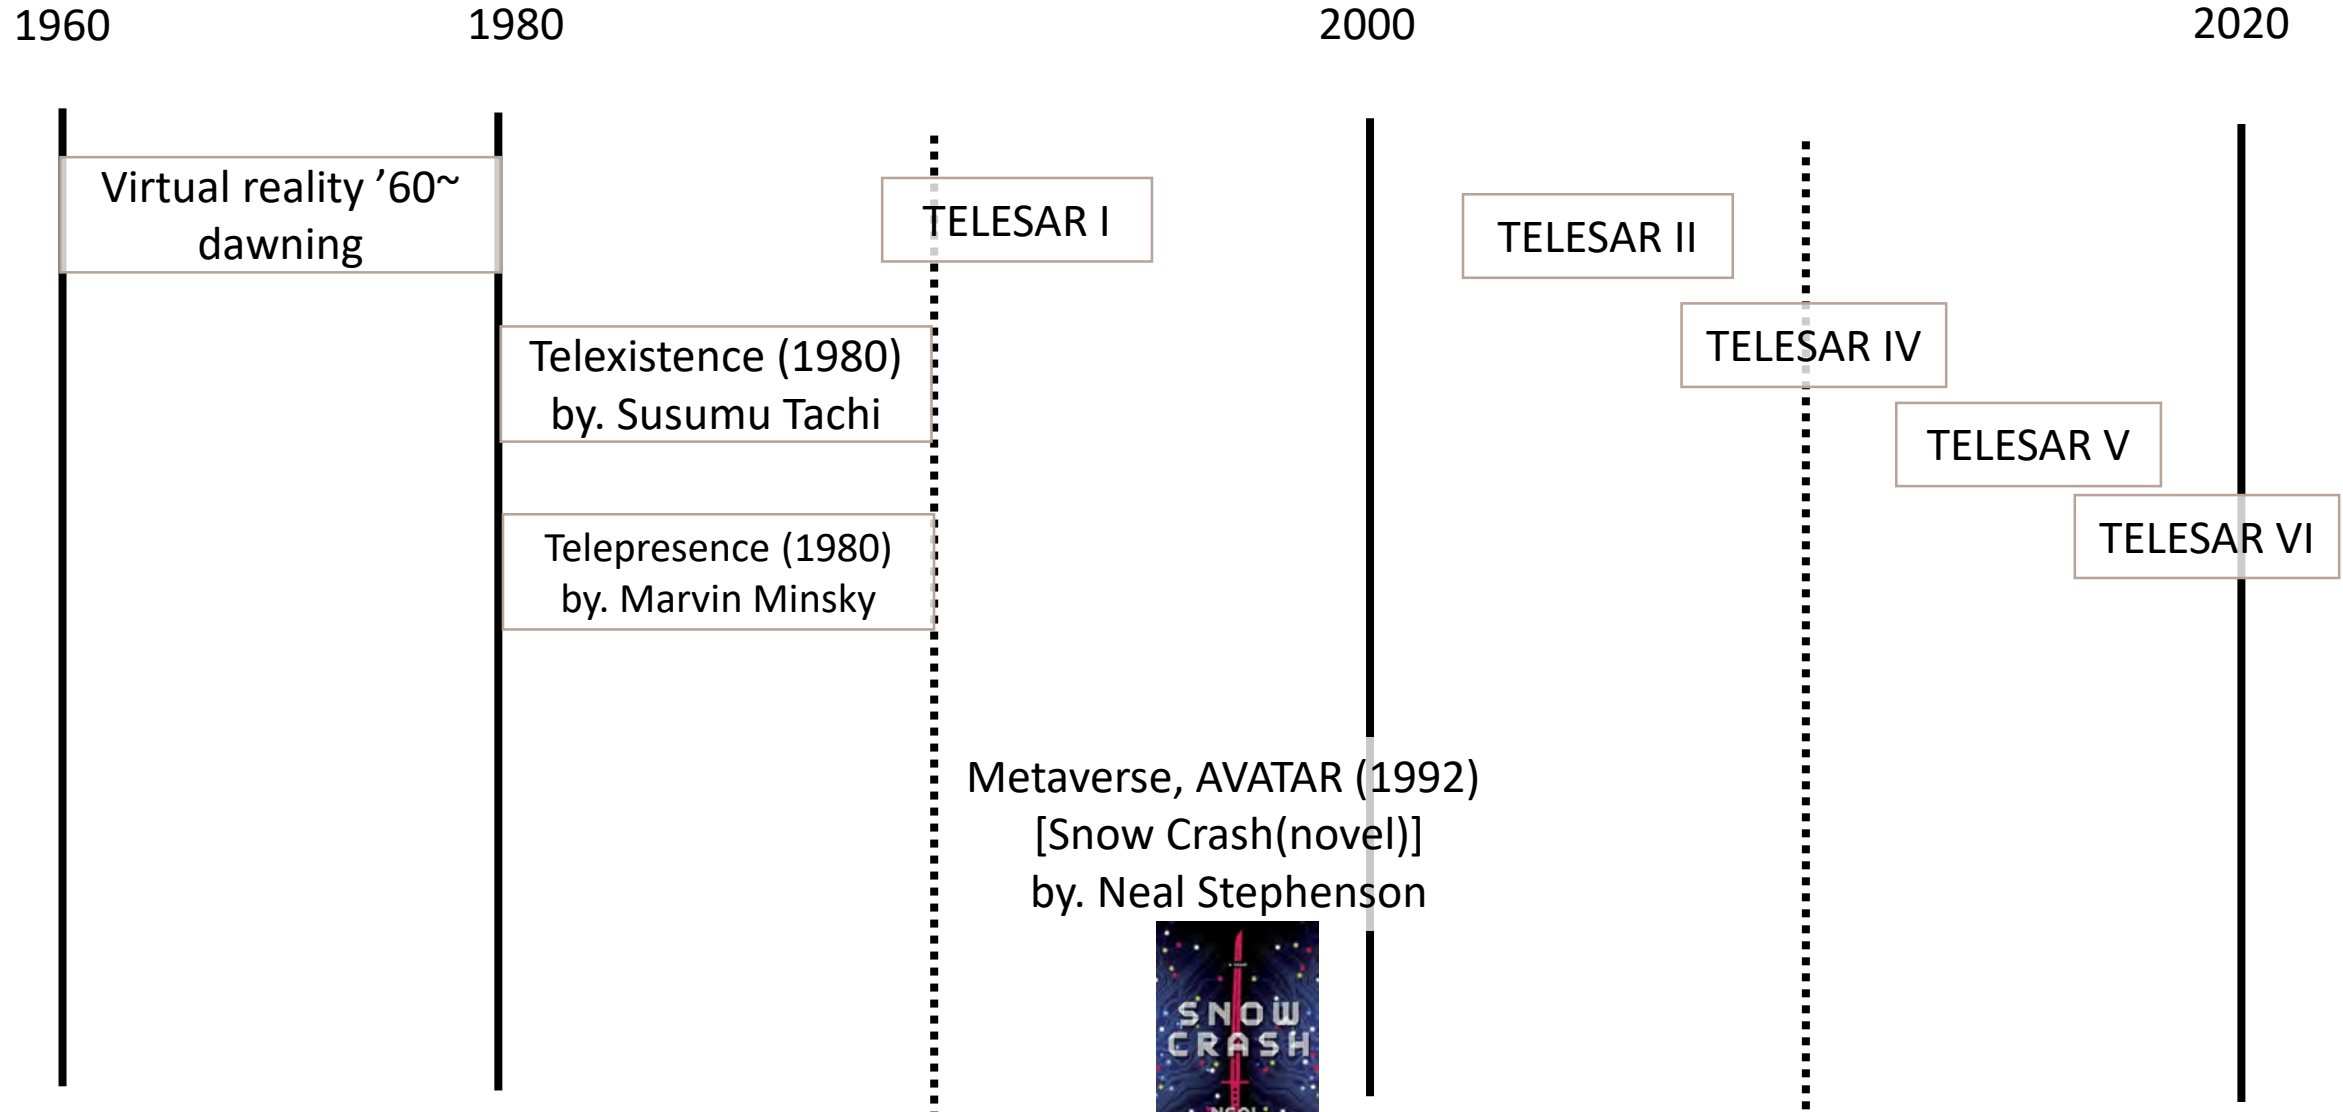 1960
1980
2000
2020
Virtual reality ’60~
dawning
TELESAR I
TELESAR II
TELESAR IV
Telexistence (1980)
by. Susumu Tachi
TELESAR V
TELESAR VI
Telepresence (1980)
by. Marvin Minsky
Metaverse, AVATAR (1992)
[Snow Crash(novel)]
by. Neal Stephenson
SNOW
CRASH